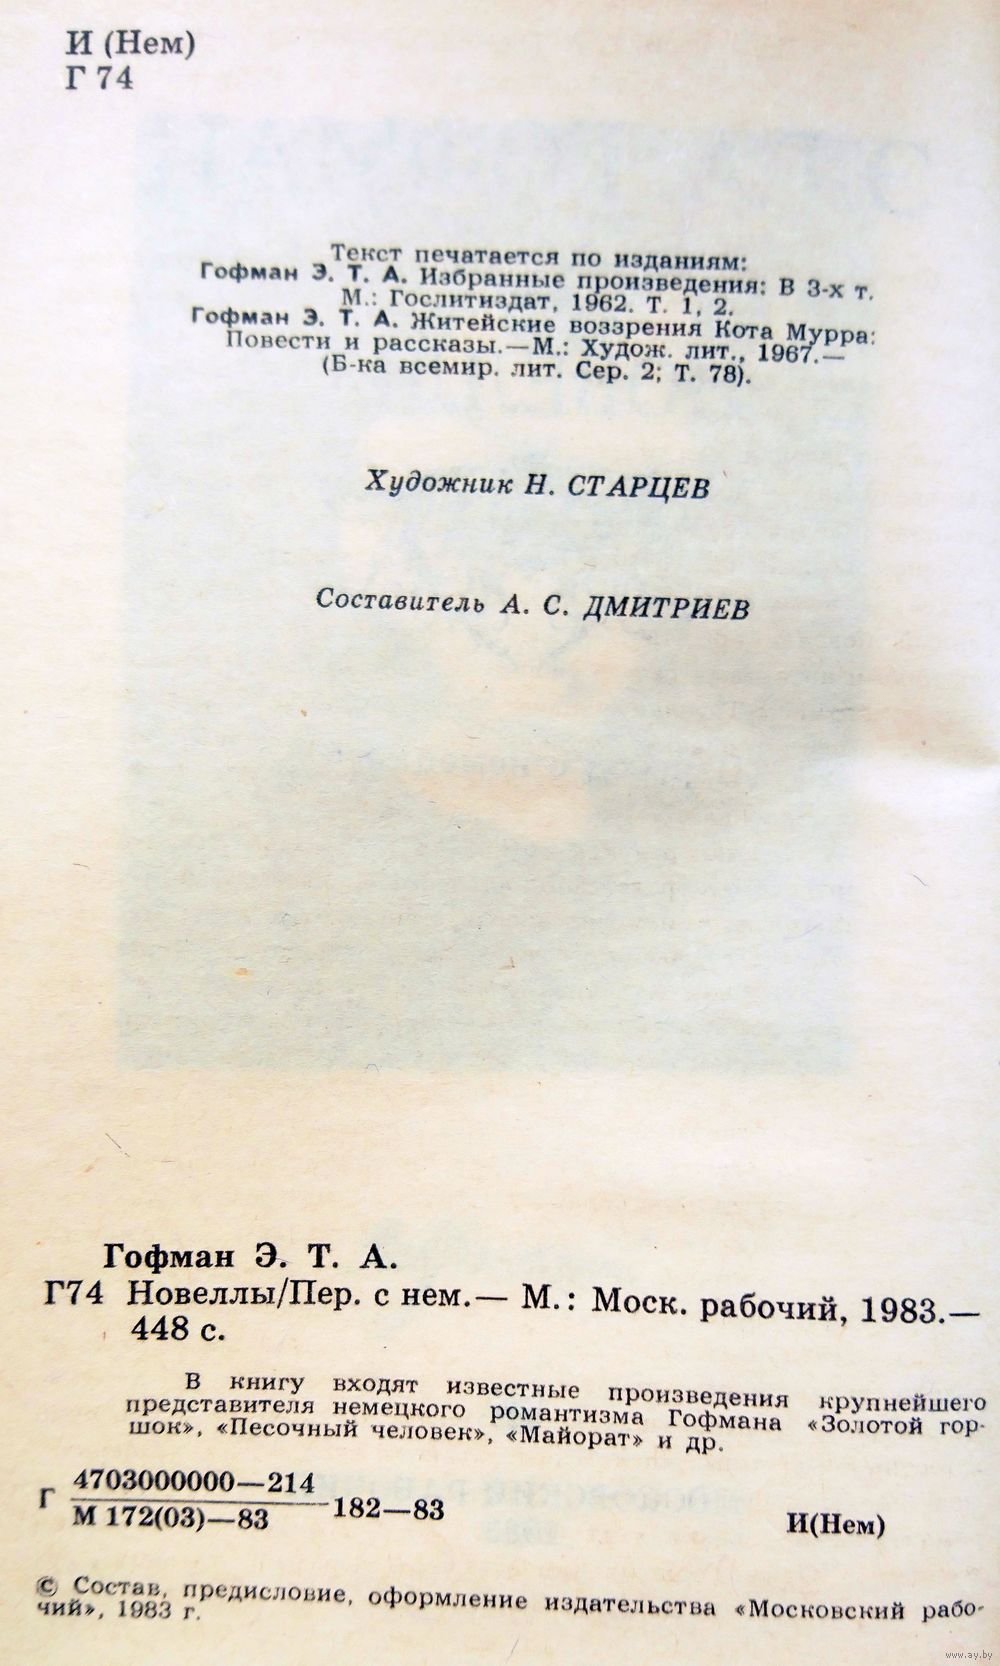 И (Нем)
Г 74
Текст печатается по изданиям:
Гофман Э. Т. А. Избранные произведения: В 3-х т.
М.: Гослитиздат, 1962. Т. 1, 2.
Гофман Э. Т. А. Житейские воззрения Кота Мурра:
Повести и рассказы.—М.: Худож. лит., 1967.—
(Б-ка всемир. лит. Сер. 2; Т. 78).
Художник Н. СТАРЦЕВ
Составитель А. С. ДМИТРИЕВ
Гофман Э. Т. А.
Г74 Новеллы/Пер. с нем.— М.: Моск. рабочий, 1983.—
448 с.
В книгу входят известные произведения крупнейшего
представителя немецкого романтизма Гофмана «Золотой гор-
шок», «Песочный человек», «Майорат» и др.
Г 4703000000—214
М 172(03)—83 182—83
И(Нем)
© Состав, предисловие, оформление издательства «Московский рабо-
чий», 1983 г.
www.ay.by